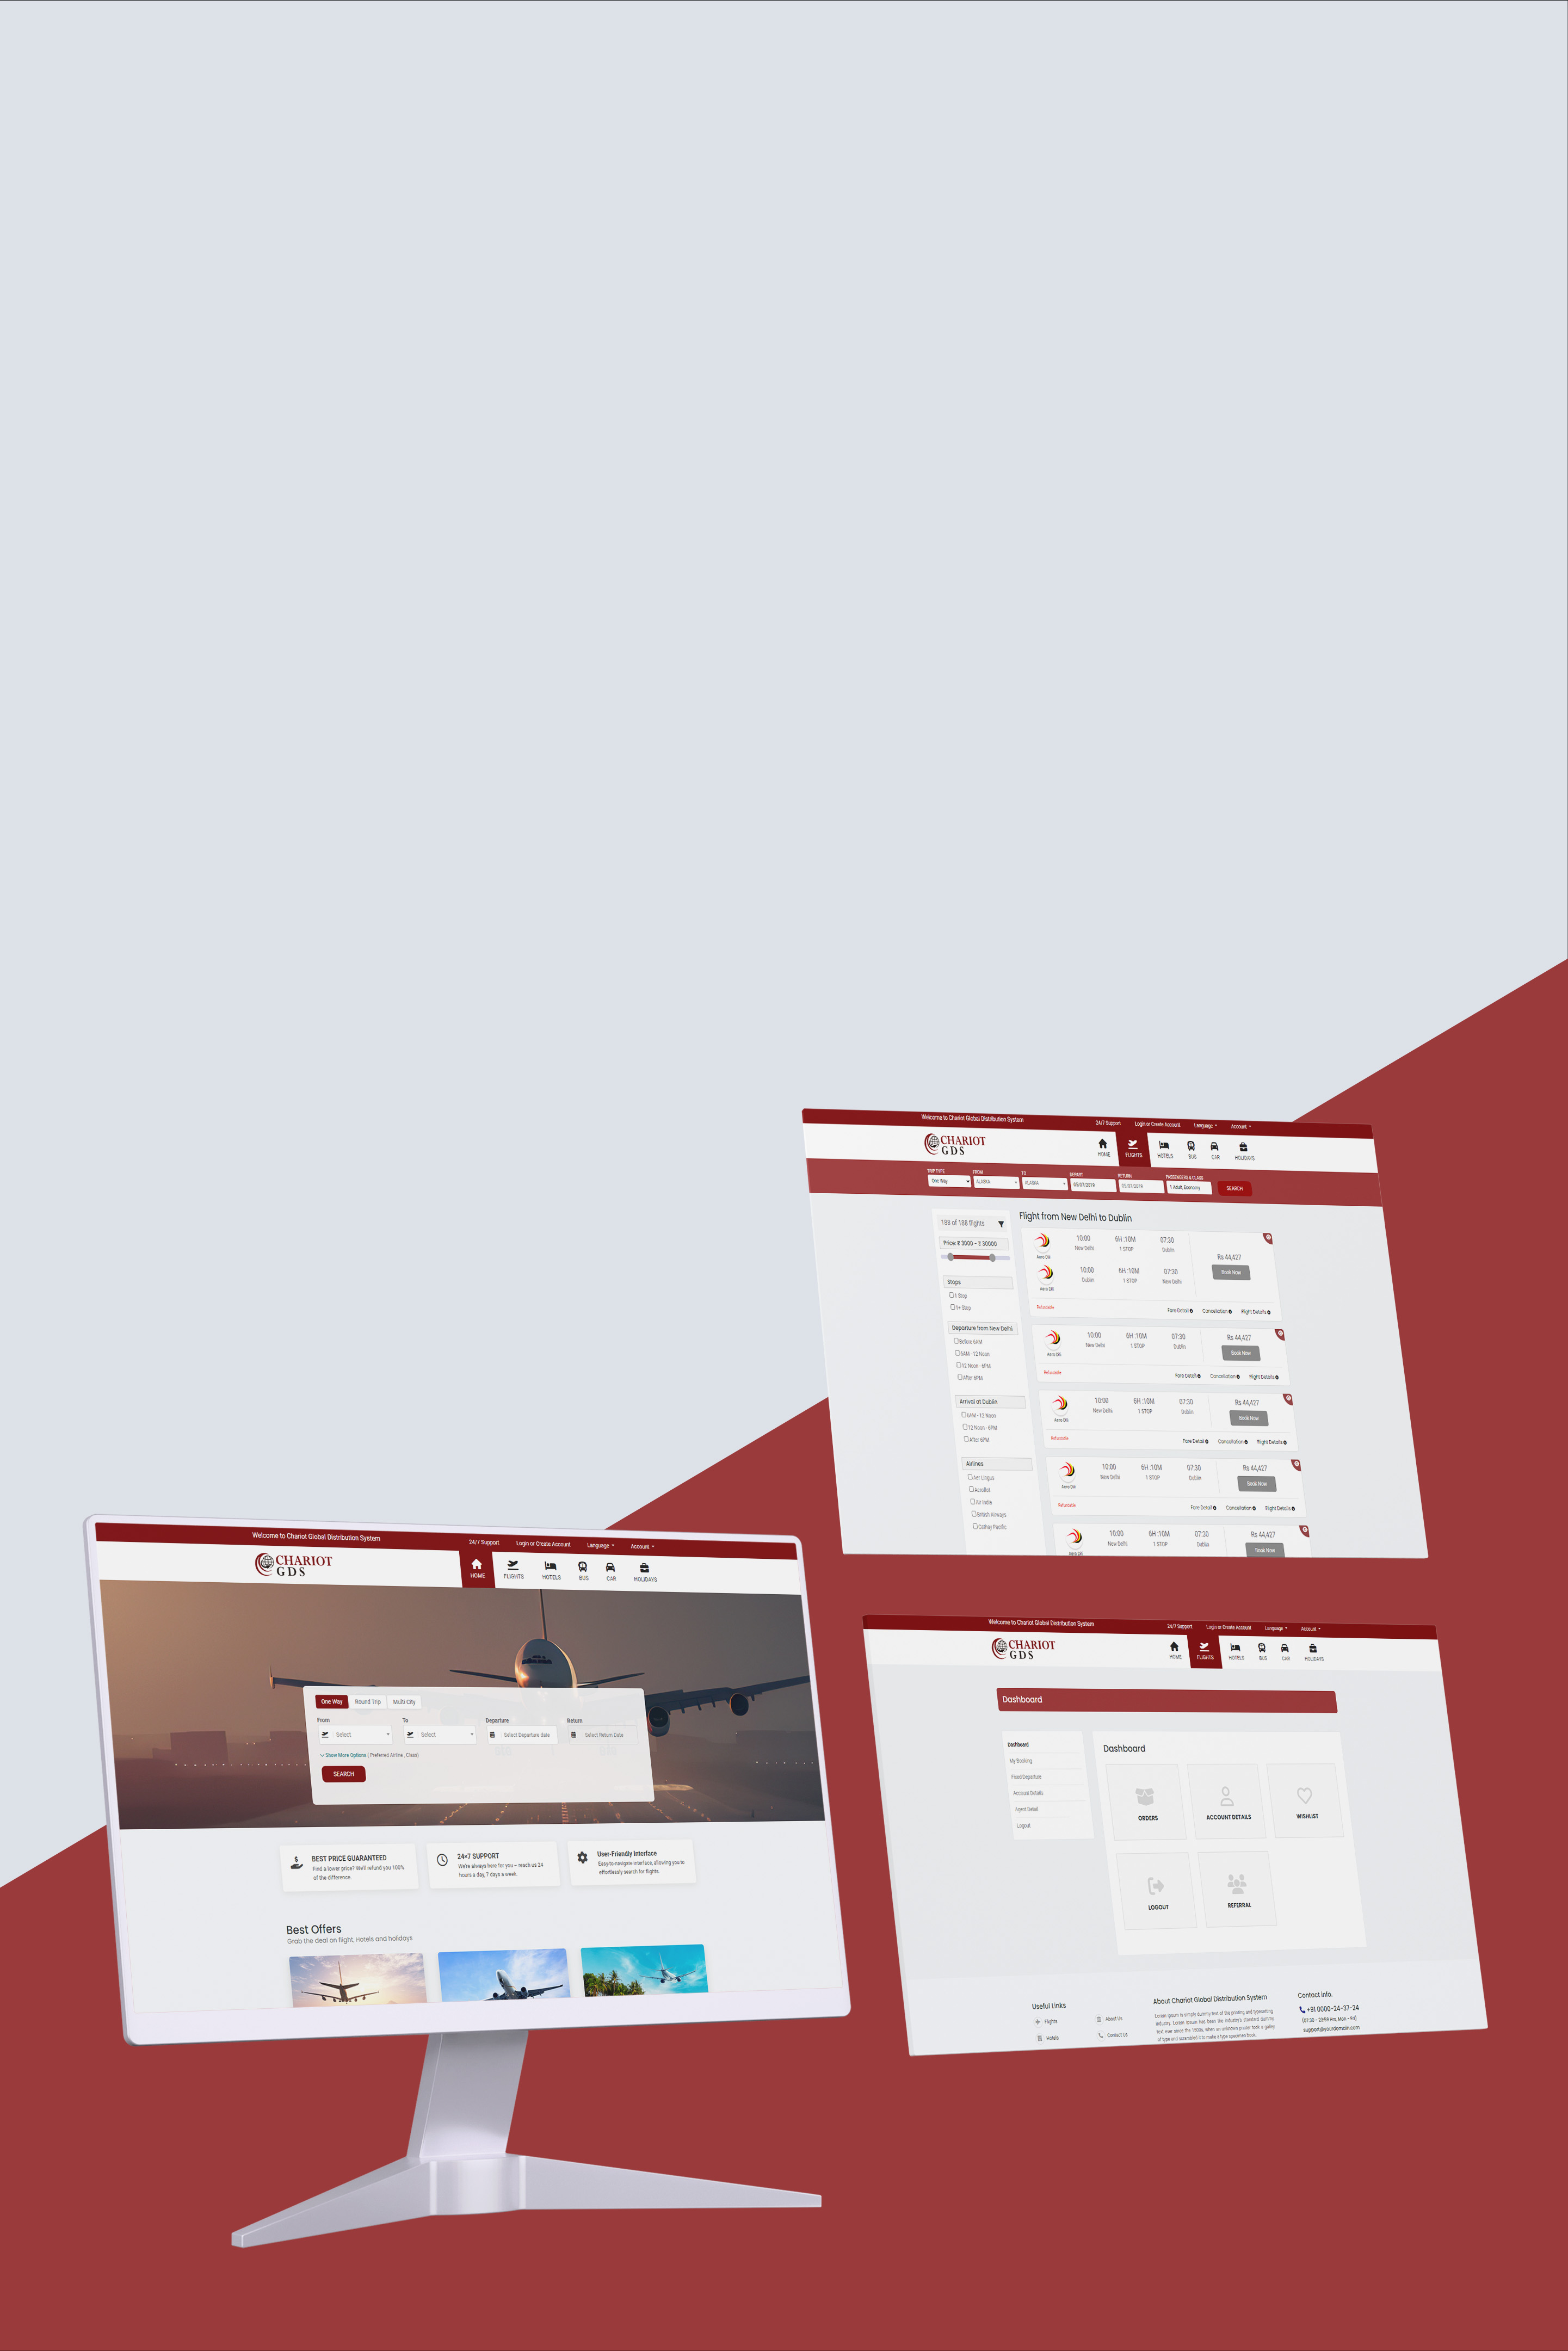 Welcome to Chariot Global Distribution System
24/7 Support Login or Create Account Language Account
CHARIOT
GDS
HOME FLIGHTS HOTELS BUS CAR HOLIDAYS
TRIP TYPE FROM TO DEPART RETURN PASSENGERS & CLASS
One Way ALASKA ALASKA 05/07/2019 05/07/2019 1 Adult, Economy SEARCH
188 of 188 flights
Price: ₹ 3000 - ₹ 30000
Stops
1 Stop
1+ Stop
Departure from New Delhi
Below 6AM
6AM - 12 Noon
12 Noon - 6PM
After 6PM
Arrival at Dublin
6AM - 12 Noon
12 Noon - 6PM
After 6PM
Airlines
Aer Lingus
Aeroflot
Air India
British Airways
Cathay Pacific
Flight from New Delhi to Dublin
10:00 6H :10M 07:30
New Delhi 1 STOP Dublin
10:00 6H :10M 07:30
Dublin 1 STOP New Delhi
Rs 44,427
Book Now
Refundable Fare Detail Cancellation Flight Details
10:00 6H :10M 07:30 Rs 44,427
New Delhi 1 STOP Dublin Book Now
Refundable Fare Detail Cancellation Flight Details
10:00 6H :10M 07:30 Rs 44,427
New Delhi 1 STOP Dublin Book Now
Refundable Fare Detail Cancellation Flight Details
10:00 6H :10M 07:30 Rs 44,427
New Delhi 1 STOP Dublin Book Now
Refundable Fare Detail Cancellation Flight Details
10:00 6H :10M 07:30 Rs 44,427
New Delhi 1 STOP Dublin Book Now
Welcome to Chariot Global Distribution System
24/7 Support Login or Create Account Language Account
CHARIOT
GDS
HOME FLIGHTS HOTELS BUS CAR HOLIDAYS
One Way Round Trip Multi City
From To Departure Return
Select Select Select Departure date Select Return Date
Show More Options ( Preferred Airline , Class)
SEARCH
BEST PRICE GUARANTEED
Find a lower price? We'll refund you 100%
of the difference.
24×7 SUPPORT
We're always here for you – reach us 24
hours a day, 7 days a week.
User-Friendly Interface
Easy-to-navigate interface, allowing you to
effortlessly search for flights.
Best Offers
Grab the deal on flight, Hotels and holidays
Welcome to Chariot Global Distribution System
24/7 Support Login or Create Account Language Account
CHARIOT
GDS
HOME FLIGHTS HOTELS BUS CAR HOLIDAYS
Dashboard
Dashboard
My Booking
Fixed Departure
Account Details
Agent Detail
Logout
Dashboard
ORDERS
ACCOUNT DETAILS
WISHLIST
LOGOUT
REFERRAL
Useful Links
Flights
About Us
Hotels
Contact Us
About Chariot Global Distribution System
Lorem Ipsum is simply dummy text of the printing and typesetting
industry. Lorem Ipsum has been the industry's standard dummy
text ever since the 1500s, when an unknown printer took a galley
of type and scrambled it to make a type specimen book.
Contact info.
+91 0000-24-37-24
(07:30 - 23:59 Hrs, Mon - Fri)
support@yourdomain.com